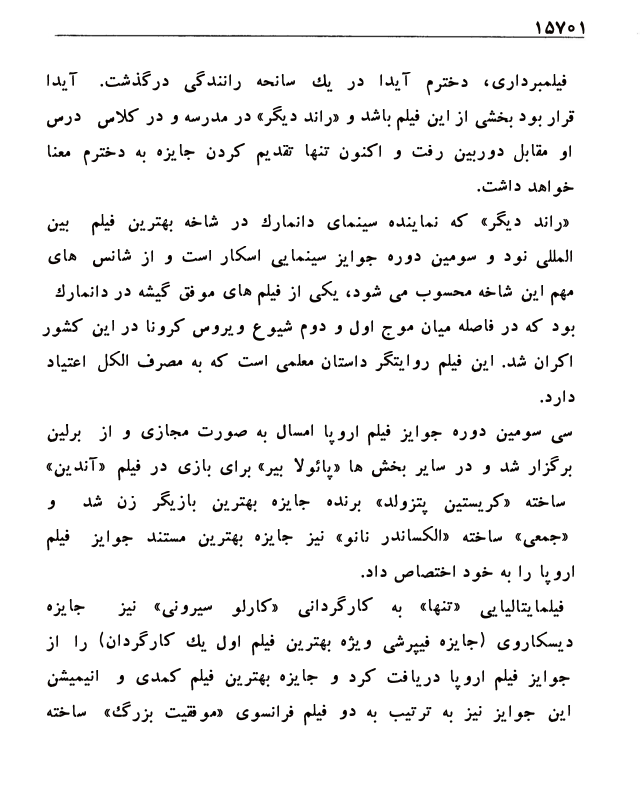 ۱۵۷۰۱
فیلمبرداری، دخترم آیدا در یك سانحه رانندگی درگذشت. آیدا
قرار بود بخشی از این فیلم باشد و «راند دیگر» در مدرسه و در کلاس درس
او مقابل دوربین رفت و اکنون تنها تقدیم کردن جایزه به دخترم معنا
خواهد داشت.
«راند دیگر» که نماینده سینمای دانمارك در شاخه بهترین فیلم بین
المللی نود و سومین دوره جوایز سینمایی اسکار است و از شانس های
مهم این شاخه محسوب می شود، یکی از فیلم های موفق گیشه در دانمارك
بود که در فاصله میان موج اول و دوم شیوع ویروس کرونا در این کشور
اکران شد. این فیلم روایتگر داستان معلمی است که به مصرف الکل اعتیاد
دارد.
سی سومین دوره جوایز فیلم اروپا امسال به صورت مجازی و از برلین
برگزار شد و در سایر بخش ها «پائولا بیر» برای بازی در فیلم «آندین»
ساخته «کریستین پتزولد» برنده جایزه بهترین بازیگر زن شد و
«جمعی» ساخته «الکساندر نانو» نیز جایزه بهترین مستند جوایز فیلم
اروپا را به خود اختصاص داد.
فیلمایتالیایی «تنها» به کارگردانی «کارلو سیرونی» نیز جایزه
دیسکاروی (جایزه فیپرشی ویژه بهترین فیلم اول یك کارگردان) را از
جوایز فیلم اروپا دریافت کرد و جایزه بهترین فیلم کمدی و انیمیشن
این جوایز نیز به ترتیب به دو فیلم فرانسوی «موفقیت بزرگ» ساخته